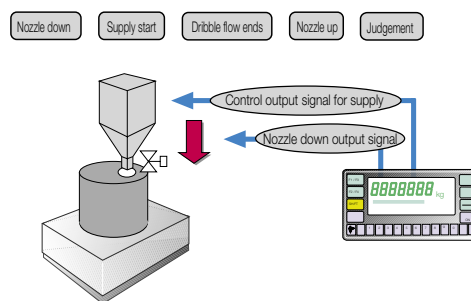 Nozzle down
Supply start
Dribble flow ends
Nozzle up
Judgement
Control output signal for supply
Nozzle down output signal
8888888 kg